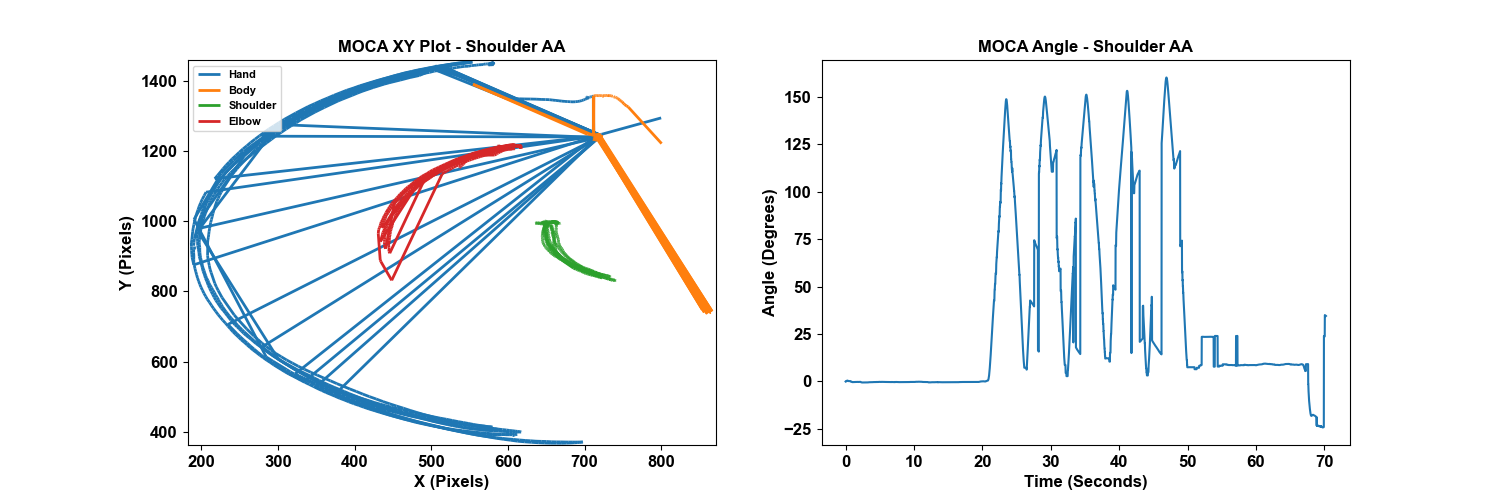 MOCA XY Plot - Shoulder AA
Hand
Body
Shoulder
Elbow
Y (Pixels)
1400
1200
1000
800
600
400
200 300 400 500 600 700 800
X (Pixels)
MOCA Angle - Shoulder AA
Angle (Degrees)
150
125
100
75
50
25
0
−25
0 10 20 30 40 50 60 70
Time (Seconds)